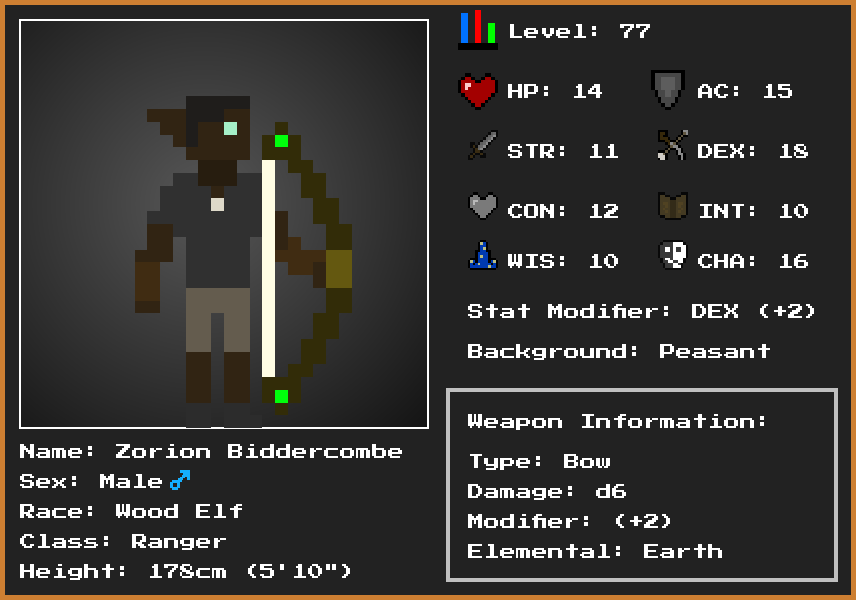 Level: 77
HP: 14
AC: 15
STR: 11
DEX: 18
CON: 12
INT: 10
WIS: 10
CHA: 16
Stat Modifier: DEX (+2)
Background: Peasant
Weapon Information:
Type: Bow
Damage: d6
Modifier: (+2)
Elemental: Earth
Name: Zorion Biddercombe
Sex: Male ♂
Race: Wood Elf
Class: Ranger
Height: 178cm (5'10")